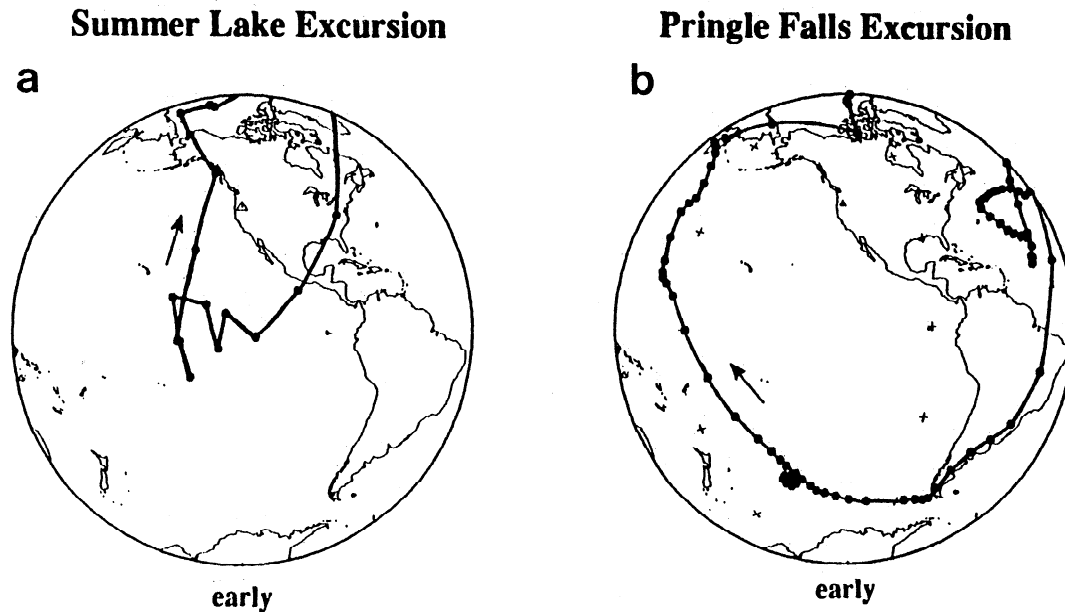 Summer Lake Excursion
Pringle Falls Excursion
a
b
early
early